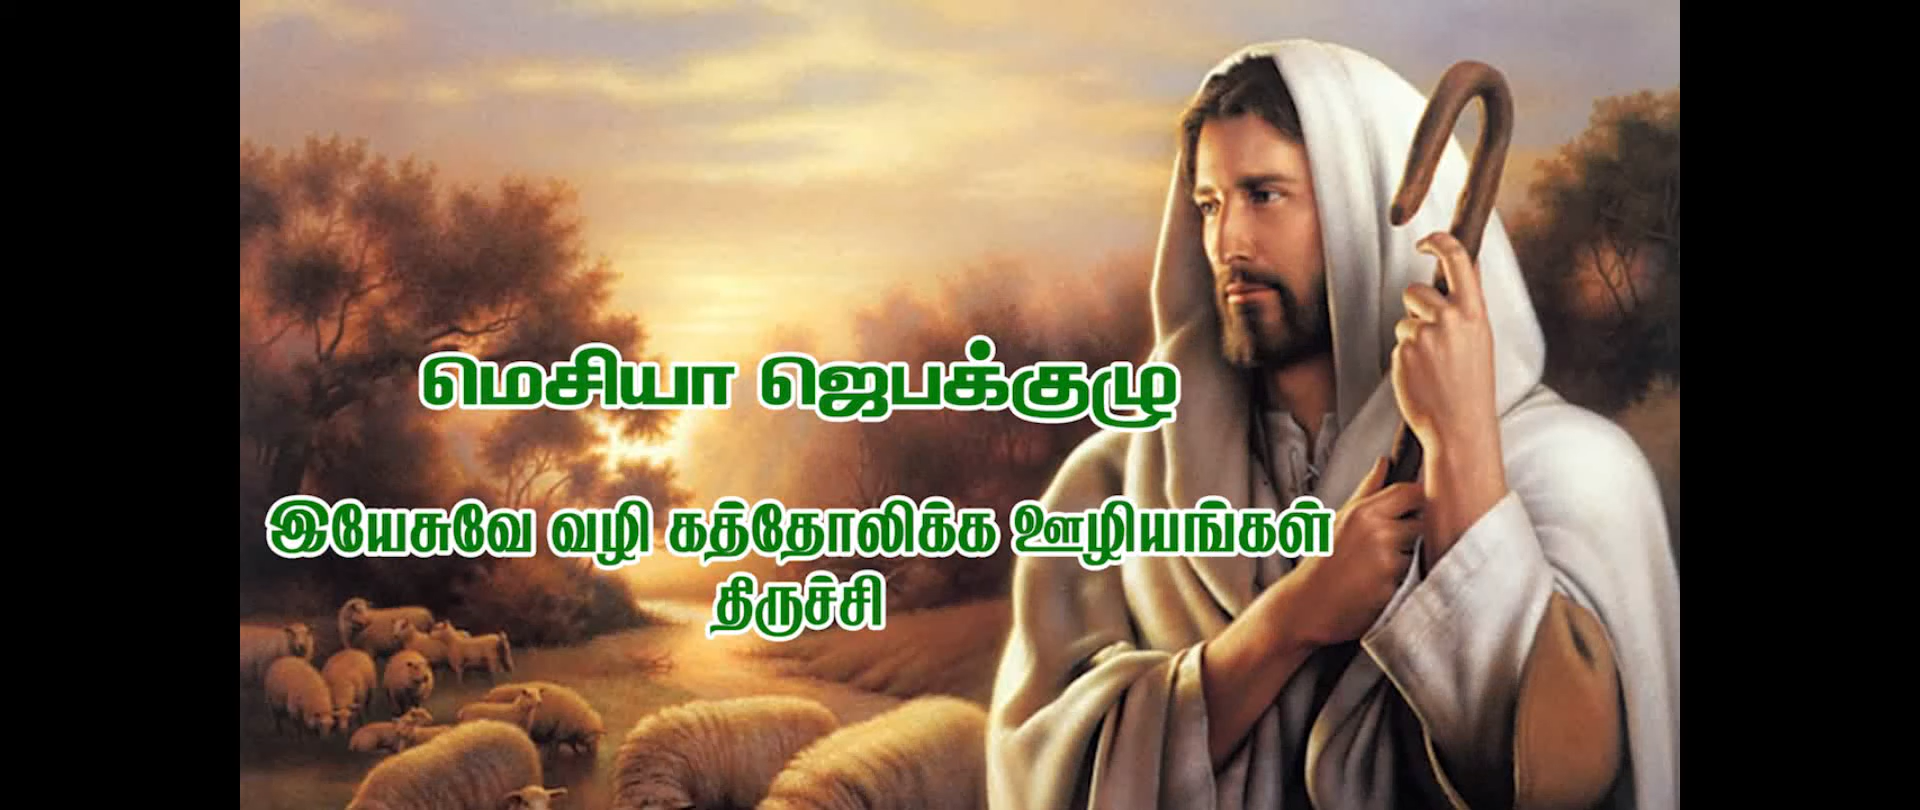 மெசியா ஜெபக்குழு
இயேசுவே வழி கத்தோலிக்க ஊழியங்கள்
திருச்சி